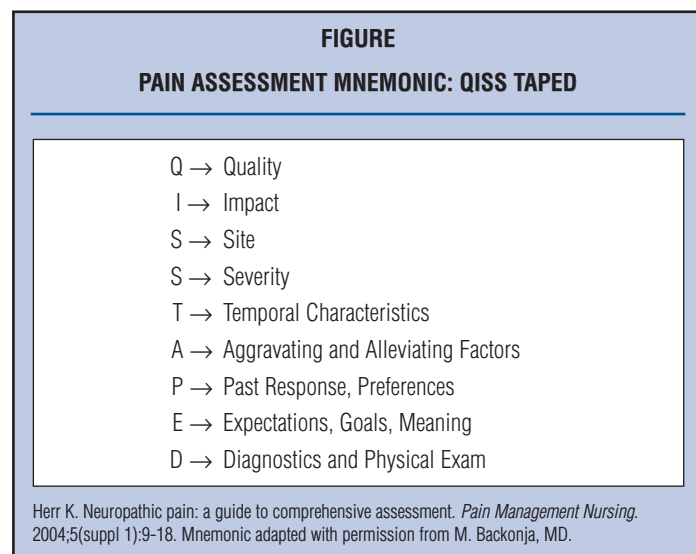 FIGURE
PAIN ASSESSMENT MNEMONIC: QISS TAPED
Q → Quality
I → Impact
S → Site
S → Severity
T → Temporal Characteristics
A → Aggravating and Alleviating Factors
P → Past Response, Preferences
E → Expectations, Goals, Meaning
D → Diagnostics and Physical Exam
Herr K. Neuropathic pain: a guide to comprehensive assessment. Pain Management Nursing.
2004;5(suppl 1):9-18. Mnemonic adapted with permission from M. Backonja, MD.